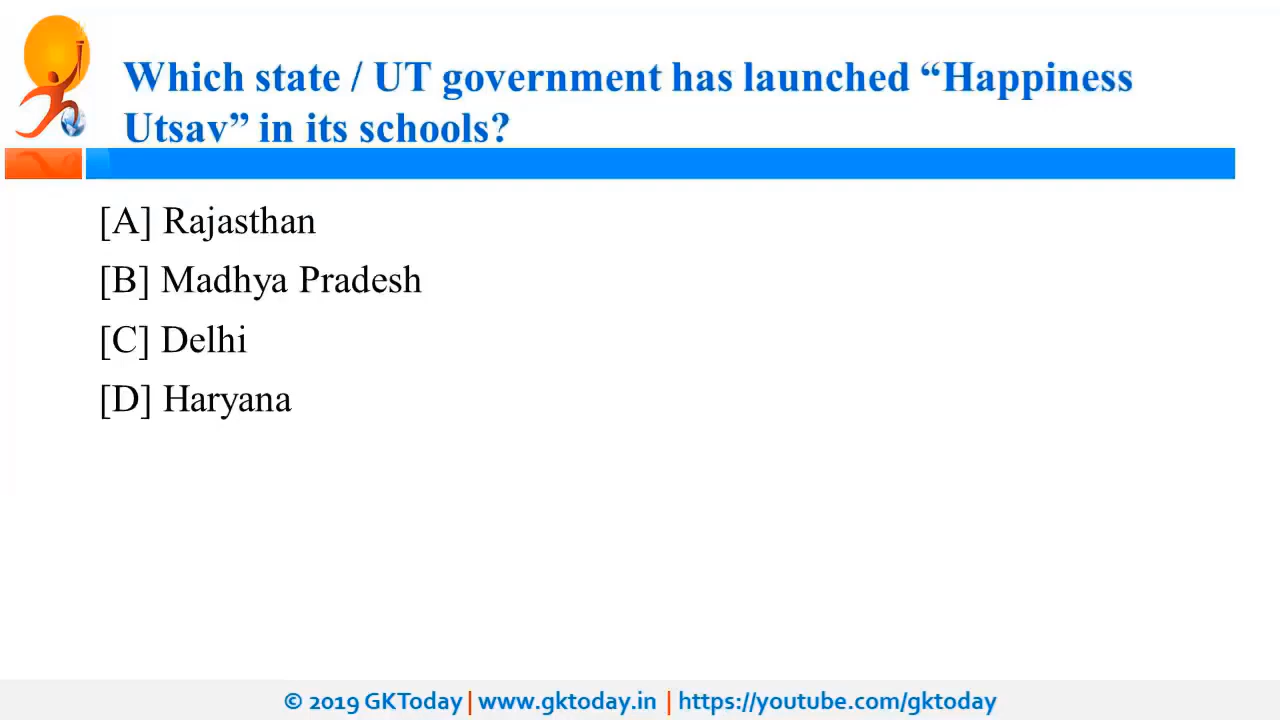 Which state / UT government has launched “Happiness
Utsav” in its schools?
[A] Rajasthan
[B] Madhya Pradesh
[C] Delhi
[D] Haryana
© 2019 GKToday | www.gktoday.in | https://youtube.com/gktoday